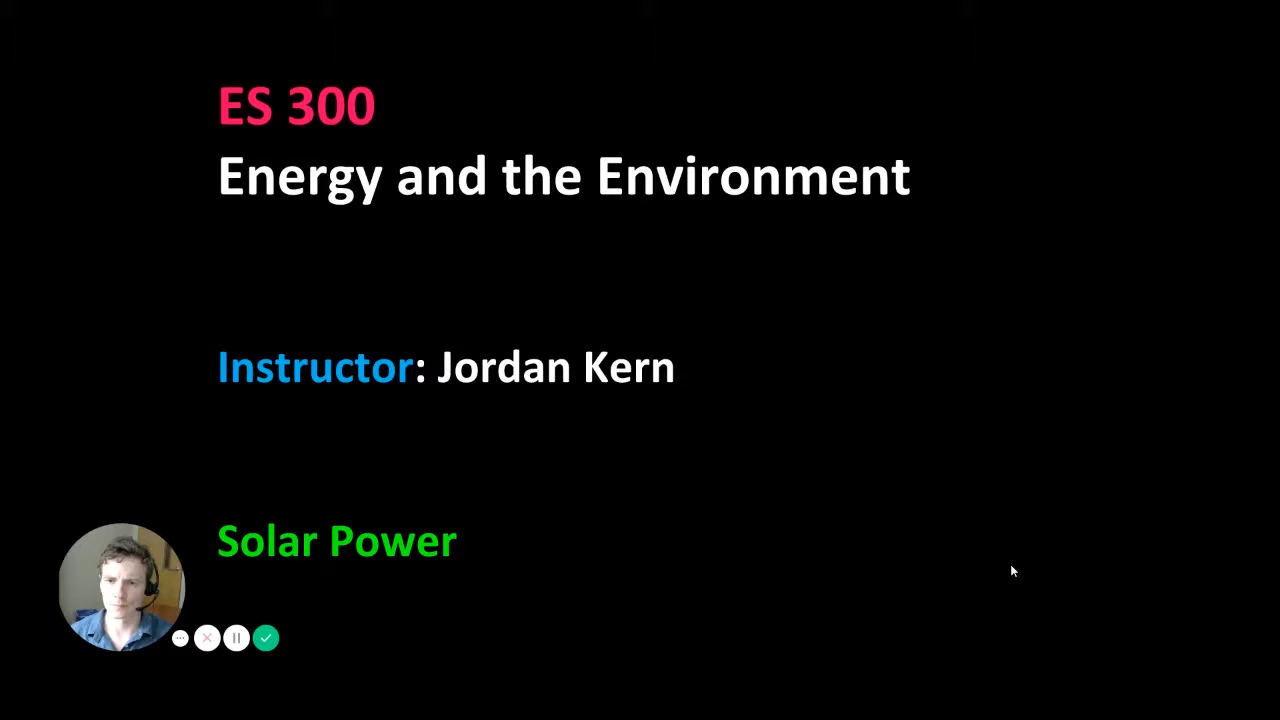 ES 300
Energy and the Environment
Instructor: Jordan Kern
Solar Power